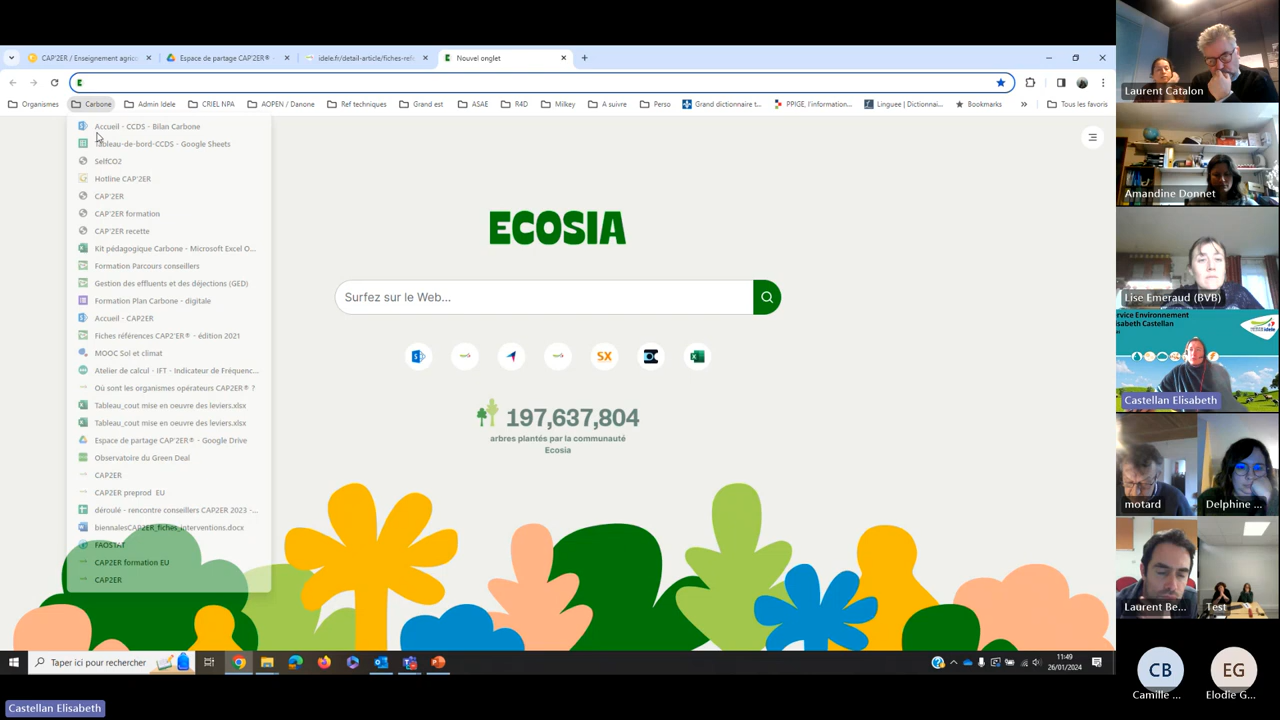 CAP'2ER / Enseignement agric
Espace de partage CAP'2ER®
idele.fr/detail-article/fiches-refe
Nouvel onglet
Organismes
Carbone
Admin Idele
CRIEL NPA
AOPEN / Danone
Ref techniques
Grand est
ASAE
R4D
Milkey
A suivre
Perso
Grand dictionnaire t...
PPIGE, l'information...
Linguee | Dictionnai...
Bookmarks
»
Tous les favoris
Accueil - CCDS - Bilan Carbone
Tableau-de-bord-CCDS - Google Sheets
SelfCO2
Hotline CAP'2ER
CAP'2ER
CAP'2ER formation
CAP'2ER recette
Kit pédagogique Carbone - Microsoft Excel O...
Formation Parcours conseillers
Gestion des effluents et des déjections (GED)
Formation Plan Carbone - digitale
Accueil - CAP2ER
Fiches références CAP2'ER® - édition 2021
MOOC Sol et climat
Atelier de calcul - IFT - Indicateur de Fréquenc...
Où sont les organismes opérateurs CAP2ER® ?
Tableau_cout mise en oeuvre des leviers.xlsx
Tableau_cout mise en oeuvre des leviers.xlsx
Espace de partage CAP'2ER® - Google Drive
Observatoire du Green Deal
CAP2ER
CAP2ER preprod EU
déroulé - rencontre conseillers CAP2ER 2023 -...
biennalesCAP2ER_fiches_interventions.docx
FAOSTAT
CAP2ER formation EU
CAP2ER
ECOSIA
Surfez sur le Web...
SX
197,637,804
arbres plantés par la communauté
Ecosia
Taper ici pour rechercher
11:49
26/01/2024
Castellan Elisabeth
Laurent Catalon
Amandine Donnet
Lise Emeraud (BVB)
rvice Environnement
isabeth Castellan
idele
Castellan Elisabeth
motard
Delphine ...
Laurent Be...
Test
CB
EG
Camille ...
Elodie G...